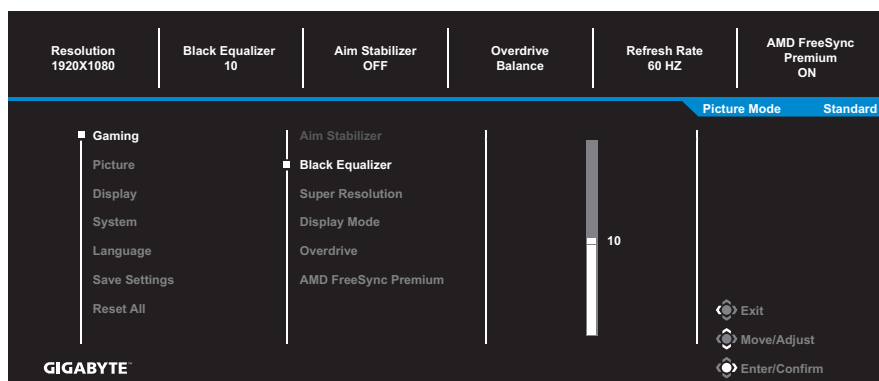 Resolution
1920X1080
Black Equalizer
10
Aim Stabilizer
OFF
Overdrive
Balance
Refresh Rate
60 HZ
AMD FreeSync
Premium
ON
Picture Mode Standard
Gaming
Picture
Display
System
Language
Save Settings
Reset All
Aim Stabilizer
Black Equalizer
Super Resolution
Display Mode
Overdrive
AMD FreeSync Premium
10
Exit
Move/Adjust
Enter/Confirm
GIGABYTE™